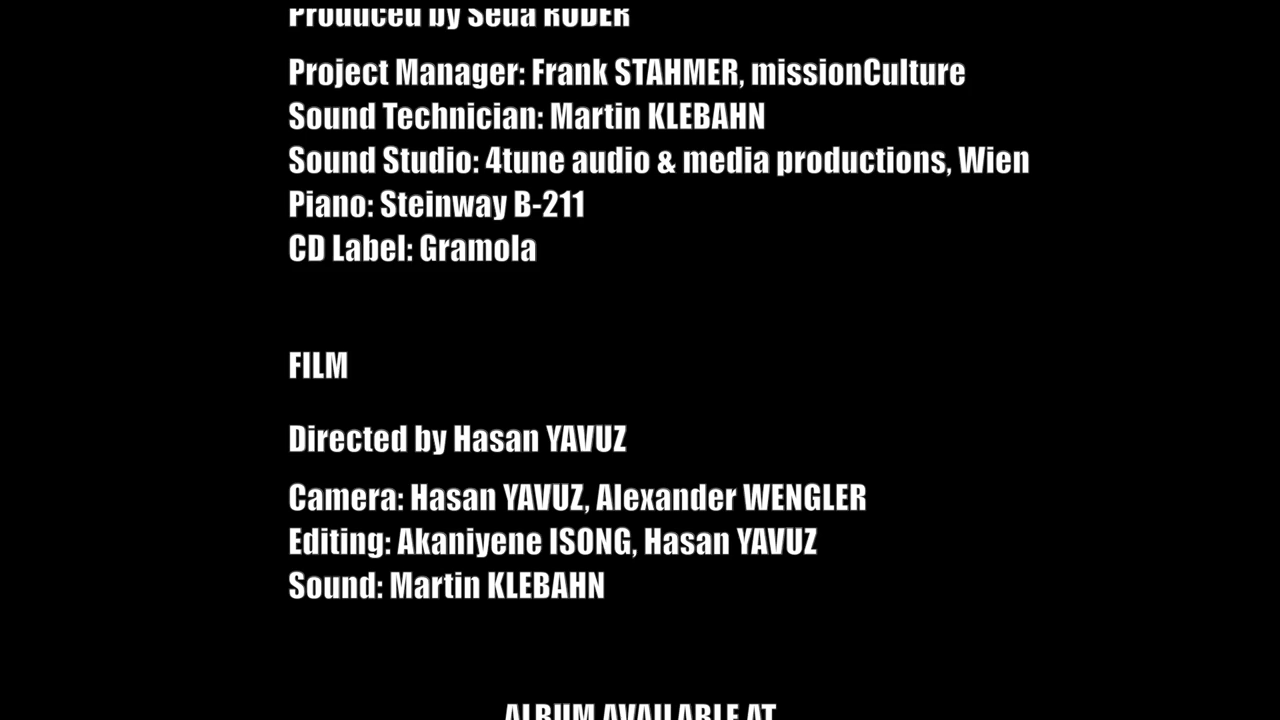 Produced by Seda RÖDER
Project Manager: Frank STAHMER, missionCulture
Sound Technician: Martin KLEBAHN
Sound Studio: 4tune audio & media productions, Wien
Piano: Steinway B-211
CD Label: Gramola
FILM
Directed by Hasan YAVUZ
Camera: Hasan YAVUZ, Alexander WENGLER
Editing: Akaniyene ISONG, Hasan YAVUZ
Sound: Martin KLEBAHN
ALBUM AVAILABLE AT